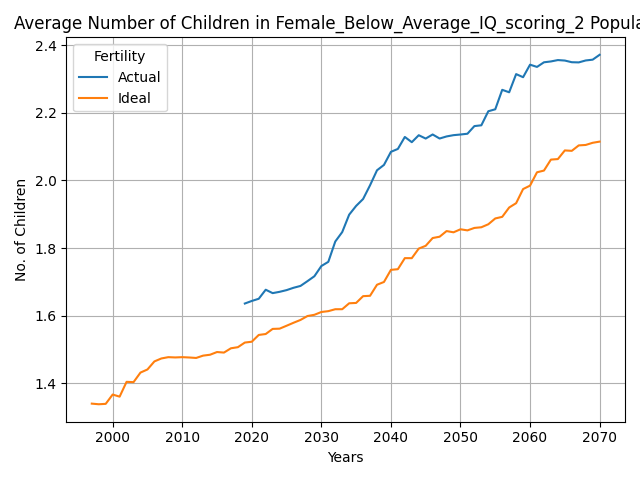 Average Number of Children in Female_Below_Average_IQ_scoring_2 Popula
2.4
2.2
2.0
1.8
1.6
1.4
No. of Children
Fertility
Actual
Ideal
2000 2010 2020 2030 2040 2050 2060 2070
Years